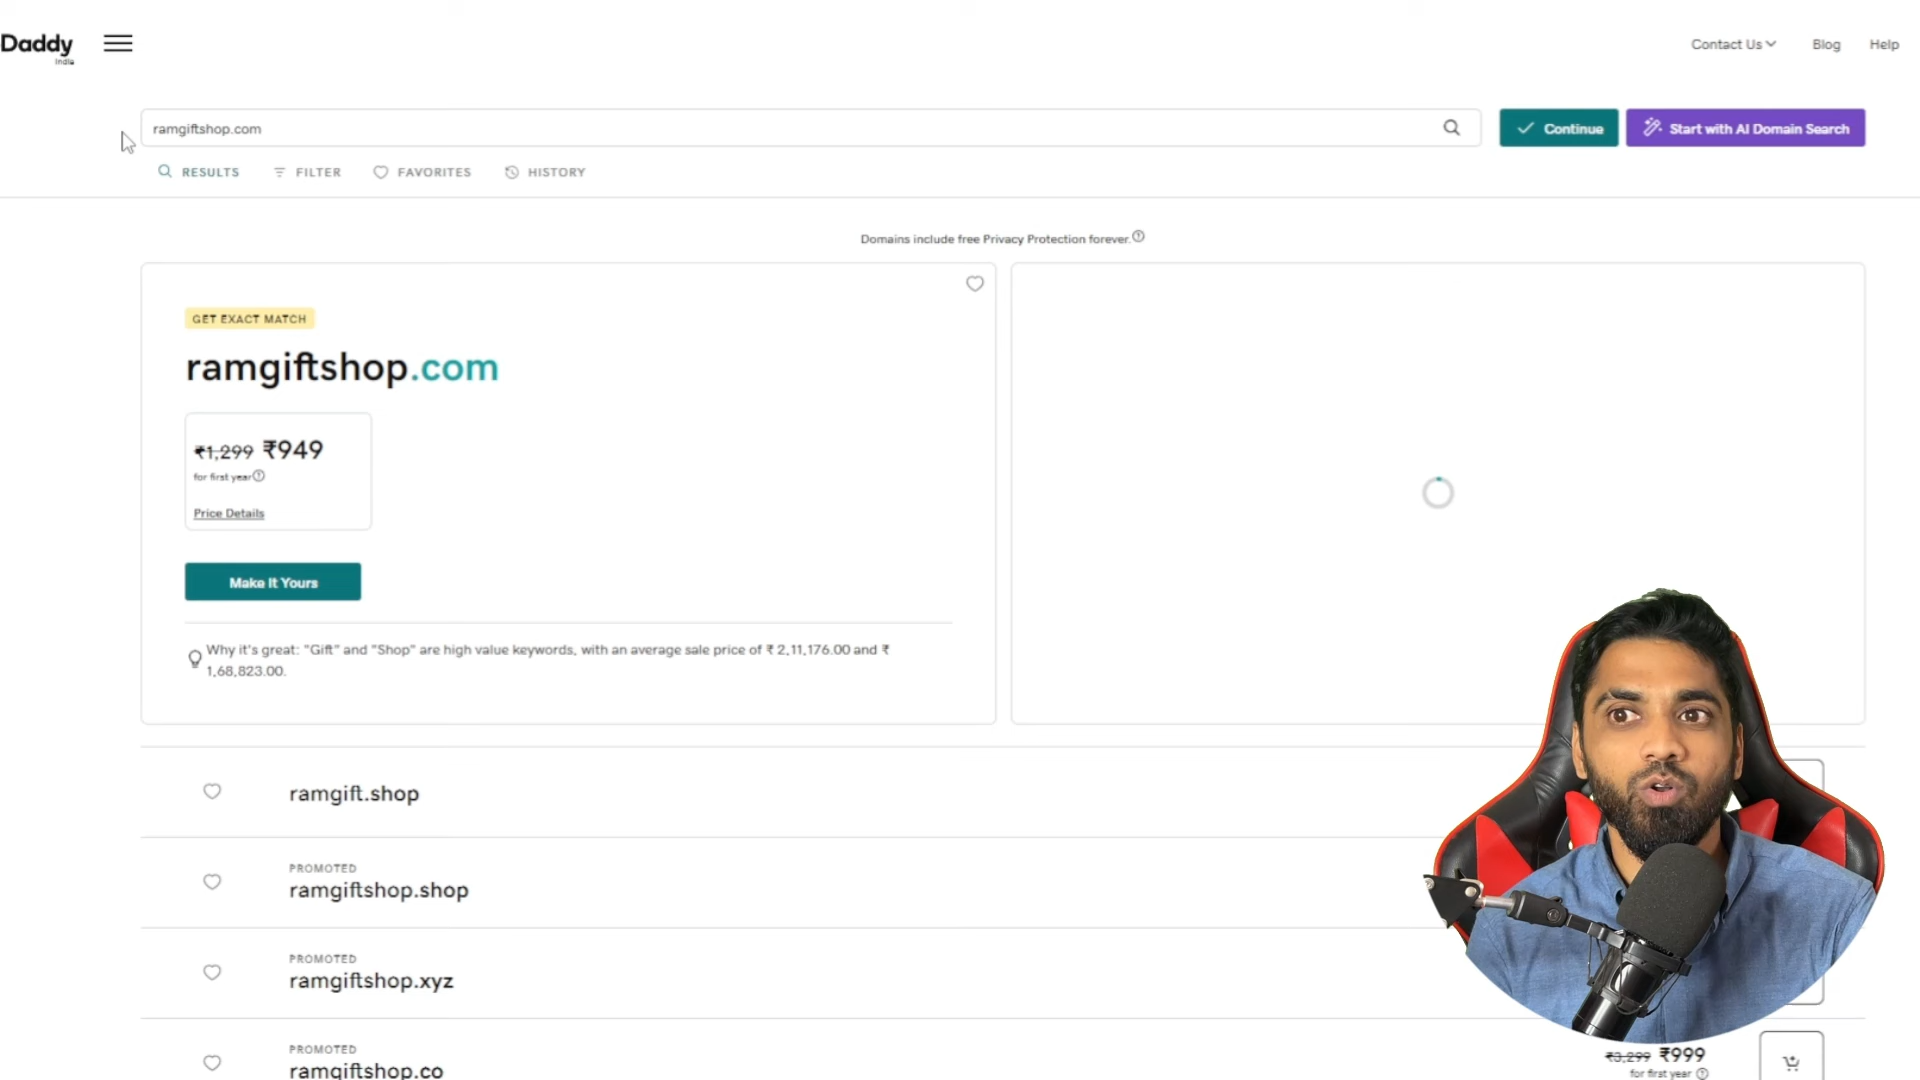 Daddy
India
Contact Us
Blog
Help
ramgiftshop.com
Continue
Start with AI Domain Search
RESULTS
FILTER
FAVORITES
HISTORY
Domains include free Privacy Protection forever.
GET EXACT MATCH
ramgiftshop.com
₹1,299 ₹949
for first year
Price Details
Make It Yours
Why it's great: "Gift" and "Shop" are high value keywords, with an average sale price of ₹ 2,11,176.00 and ₹
1,68,823.00.
ramgift.shop
PROMOTED
ramgiftshop.shop
PROMOTED
ramgiftshop.xyz
PROMOTED
ramgiftshop.co
₹3,299 ₹999
for first year